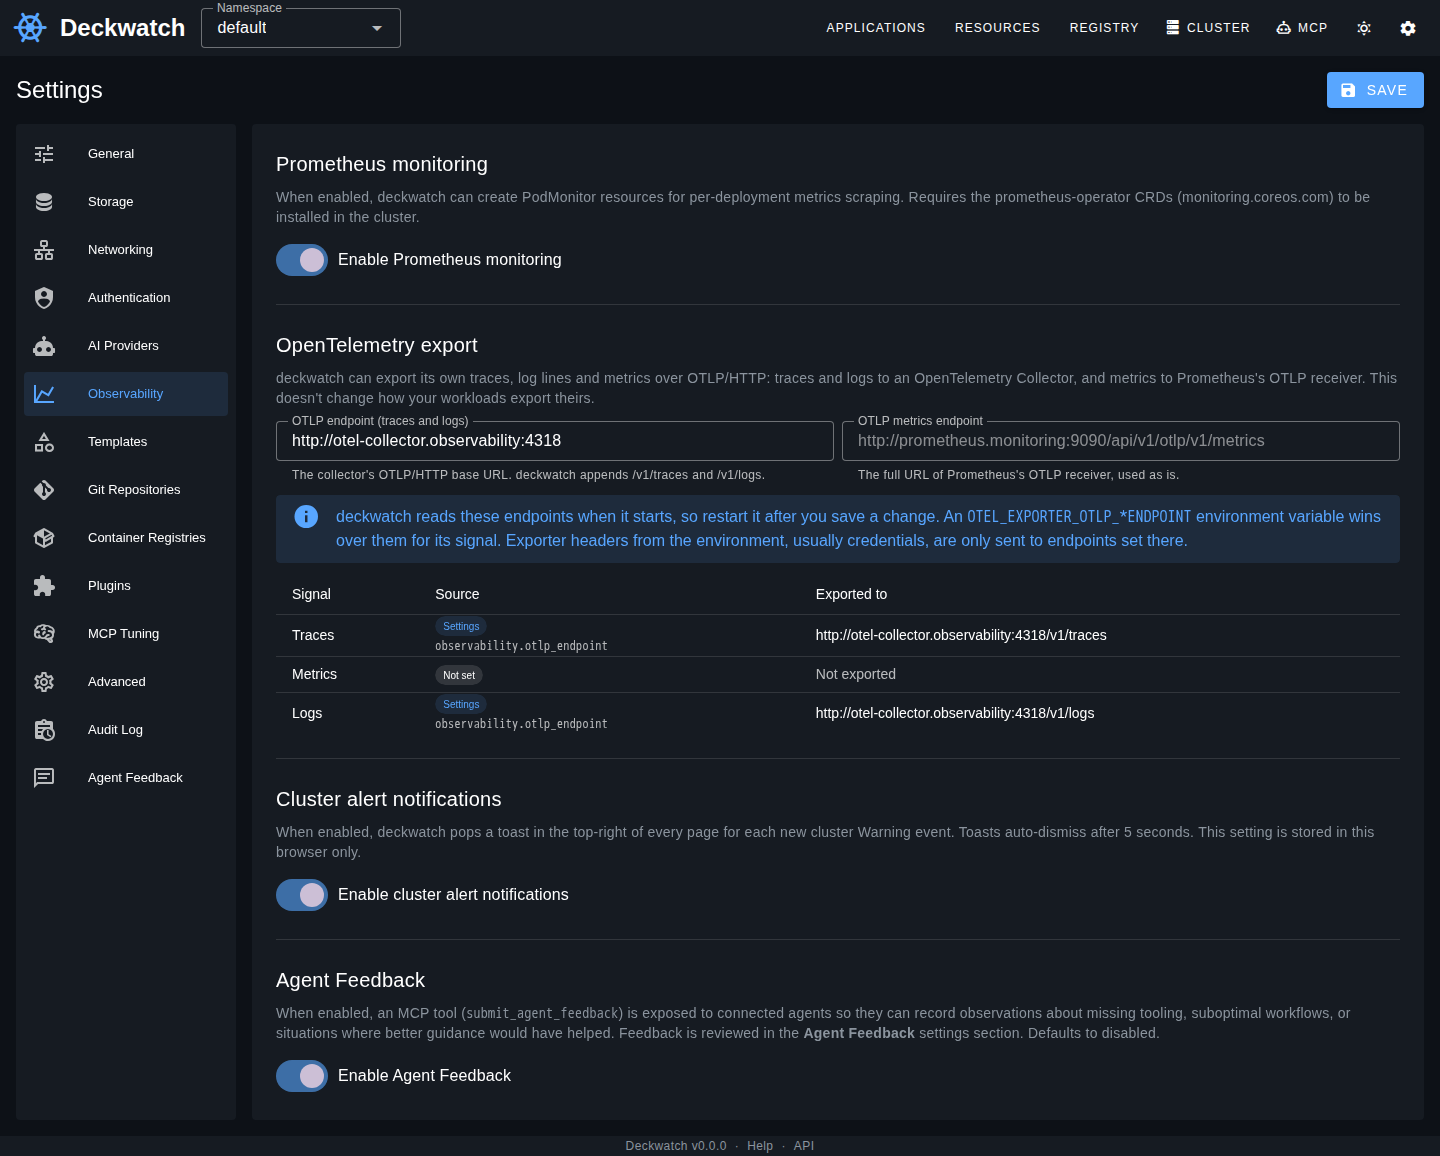 Deckwatch
Namespace
default
APPLICATIONS
RESOURCES
REGISTRY
CLUSTER
MCP
Settings
SAVE
General
Storage
Networking
Authentication
AI Providers
Observability
Templates
Git Repositories
Container Registries
Plugins
MCP Tuning
Advanced
Audit Log
Agent Feedback
Prometheus monitoring
When enabled, deckwatch can create PodMonitor resources for per-deployment metrics scraping. Requires the prometheus-operator CRDs (monitoring.coreos.com) to be
installed in the cluster.
Enable Prometheus monitoring
OpenTelemetry export
deckwatch can export its own traces, log lines and metrics over OTLP/HTTP: traces and logs to an OpenTelemetry Collector, and metrics to Prometheus's OTLP receiver. This
doesn't change how your workloads export theirs.
OTLP endpoint (traces and logs)
http://otel-collector.observability:4318
The collector's OTLP/HTTP base URL. deckwatch appends /v1/traces and /v1/logs.
OTLP metrics endpoint
http://prometheus.monitoring:9090/api/v1/otlp/v1/metrics
The full URL of Prometheus's OTLP receiver, used as is.
deckwatch reads these endpoints when it starts, so restart it after you save a change. An OTEL_EXPORTER_OTLP_*ENDPOINT environment variable wins
over them for its signal. Exporter headers from the environment, usually credentials, are only sent to endpoints set there.
Signal Source Exported to
Traces Settings observability.otlp_endpoint http://otel-collector.observability:4318/v1/traces
Metrics Not set Not exported
Logs Settings observability.otlp_endpoint http://otel-collector.observability:4318/v1/logs
Cluster alert notifications
When enabled, deckwatch pops a toast in the top-right of every page for each new cluster Warning event. Toasts auto-dismiss after 5 seconds. This setting is stored in this
browser only.
Enable cluster alert notifications
Agent Feedback
When enabled, an MCP tool (submit_agent_feedback) is exposed to connected agents so they can record observations about missing tooling, suboptimal workflows, or
situations where better guidance would have helped. Feedback is reviewed in the Agent Feedback settings section. Defaults to disabled.
Enable Agent Feedback
Deckwatch v0.0.0 · Help · API